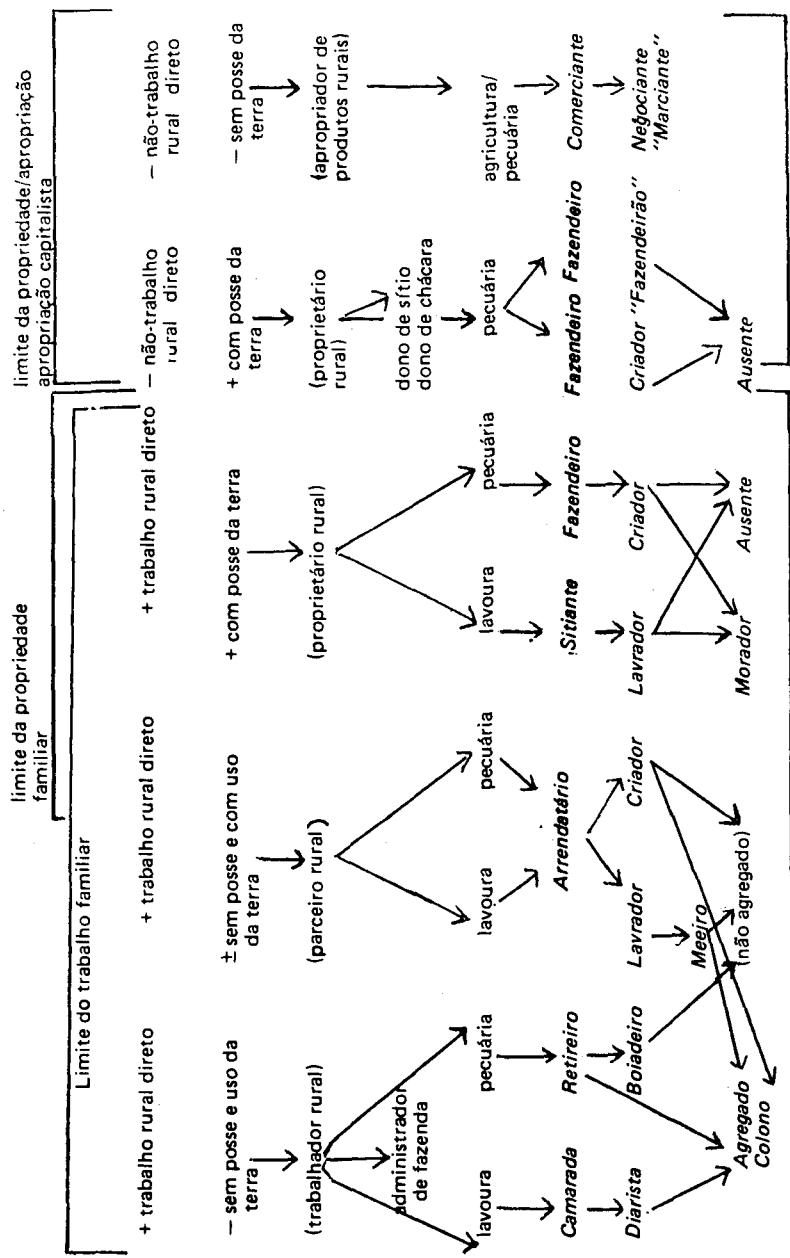 limite da propriedade/apropriação
apropriação capitalista
limite da propriedade
familiar
Limite do trabalho familiar
+ trabalho rural direto
+ trabalho rural direto
+ trabalho rural direto
— não-trabalho
rural direto
— não-trabalho
rural direto
— sem posse e uso da
terra
± sem posse e com uso
da terra
+ com posse da terra
+ com posse da
terra
— sem posse da
terra
(trabalhador rural)
(parceiro rural)
(proprietário rural)
(proprietário
rural)
(apropriador de
produtos rurais)
administrador
de fazenda
dono de sítio
dono de chácara
lavoura
pecuária
lavoura
pecuária
lavoura
pecuária
pecuária
agricultura/
pecuária
Camarada
Retireiro
Arrendatário
Sitiante
Fazendeiro
Fazendeiro
Fazendeiro
Comerciante
Diarista
Boiadeiro
Lavrador
Criador
Lavrador
Criador
Criador
"Fazendeirão"
Negociante
"Marciante"
Meeiro
Agregado
Colono
(não agregado)
Morador
Ausente
Ausente